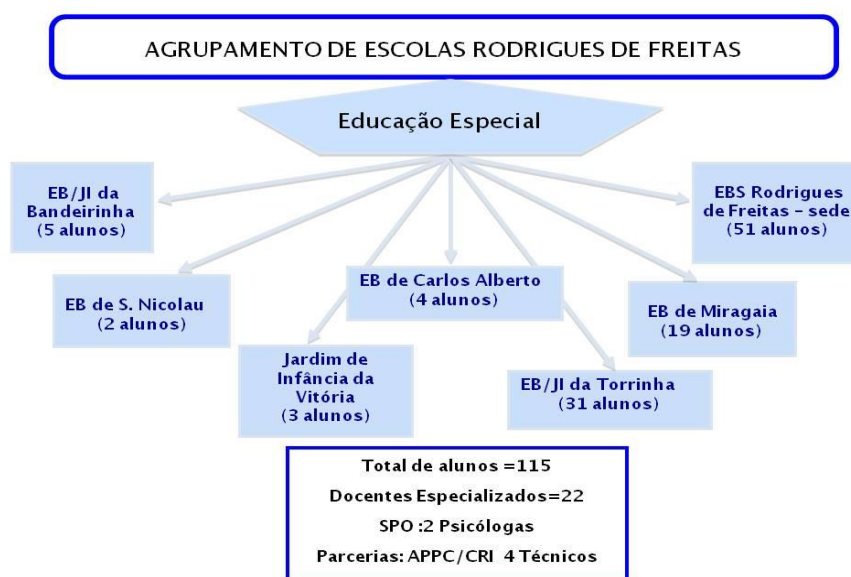 AGRUPAMENTO DE ESCOLAS RODRIGUES DE FREITAS
Educação Especial
EB/JI da
Bandeirinha
(5 alunos)
EBS Rodrigues
de Freitas – sede
(51 alunos)
EB de S. Nicolau
(2 alunos)
EB de Carlos Alberto
(4 alunos)
EB de Miragaia
(19 alunos)
Jardim de
Infância da
Vitória
(3 alunos)
EB/JI da Torrinha
(31 alunos)
Total de alunos =115
Docentes Especializados=22
SPO :2 Psicólogas
Parcerias: APPC/CRI 4 Técnicos